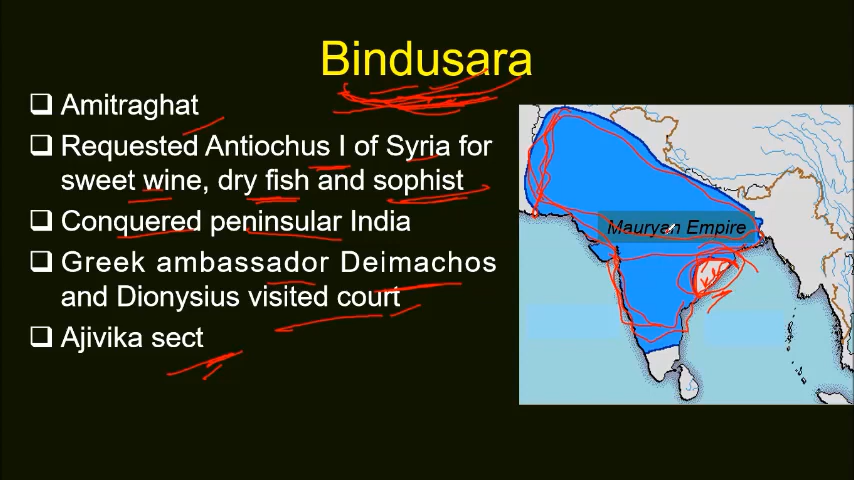 Bindusara
❑ Amitraghat
❑ Requested Antiochus I of Syria for
sweet wine, dry fish and sophist
❑ Conquered peninsular India
❑ Greek ambassador Deimachos
and Dionysius visited court
❑ Ajivika sect
Mauryan Empire